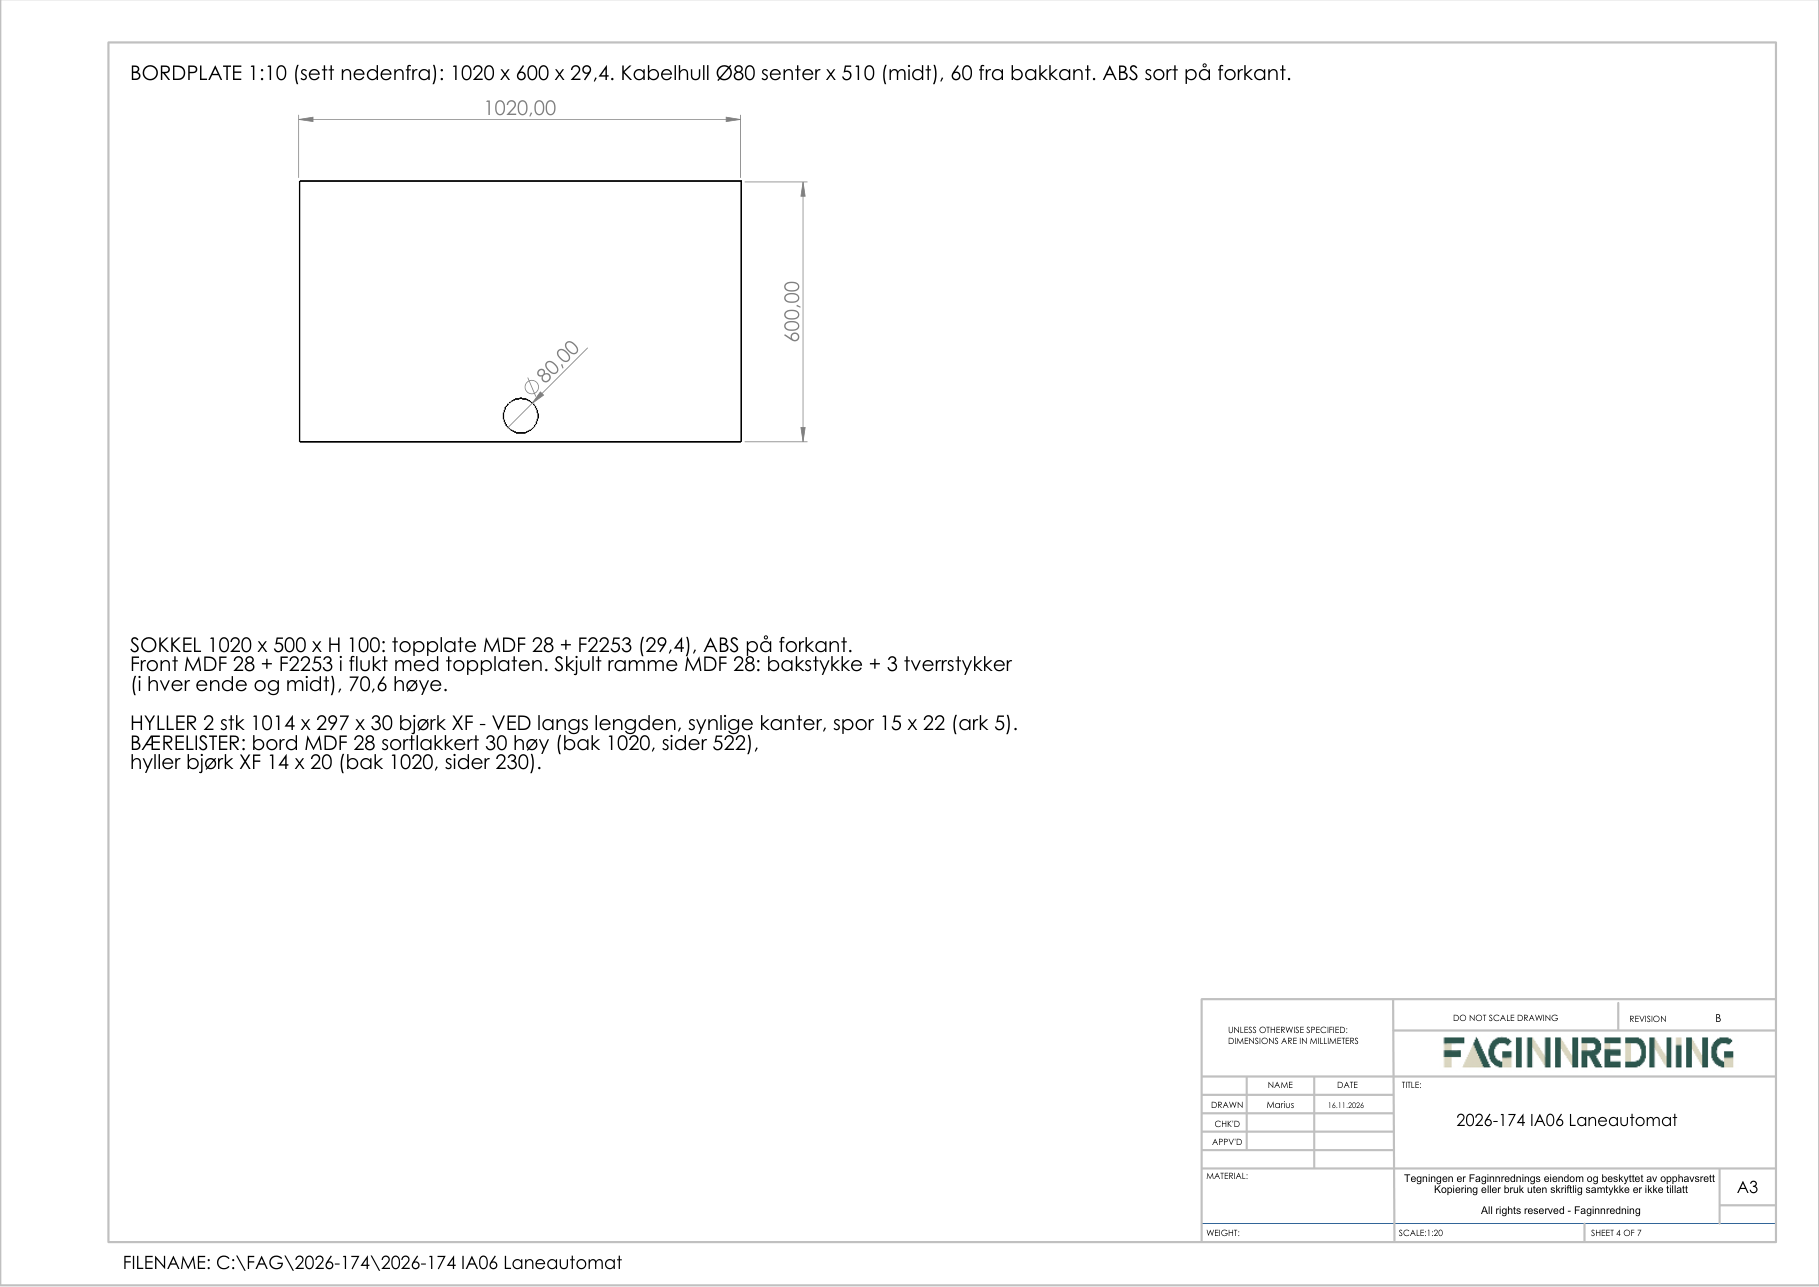 BORDPLATE 1:10 (sett nedenfra): 1020 x 600 x 29,4. Kabelhull Ø80 senter x 510 (midt), 60 fra bakkant. ABS sort på forkant.
1020,00
600,00
Ø 80,00
SOKKEL 1020 x 500 x H 100: topplate MDF 28 + F2253 (29,4), ABS på forkant.
Front MDF 28 + F2253 i flukt med topplaten. Skjult ramme MDF 28: bakstykke + 3 tverrstykker
(i hver ende og midt), 70,6 høye.
HYLLER 2 stk 1014 x 297 x 30 bjørk XF - VED langs lengden, synlige kanter, spor 15 x 22 (ark 5).
BÆRELISTER: bord MDF 28 sortlakkert 30 høy (bak 1020, sider 522),
hyller bjørk XF 14 x 20 (bak 1020, sider 230).
UNLESS OTHERWISE SPECIFIED:
DIMENSIONS ARE IN MILLIMETERS
DO NOT SCALE DRAWING
REVISION B
FAGINNREDNING
NAME DATE
DRAWN Marius 16.11.2026
CHK'D
APPV'D
TITLE:
2026-174 IA06 Laneautomat
MATERIAL:
Tegningen er Faginnrednings eiendom og beskyttet av opphavsrett
Kopiering eller bruk uten skriftlig samtykke er ikke tillatt
All rights reserved - Faginnredning
A3
WEIGHT:
SCALE:1:20
SHEET 4 OF 7
FILENAME: C:\FAG\2026-174\2026-174 IA06 Laneautomat